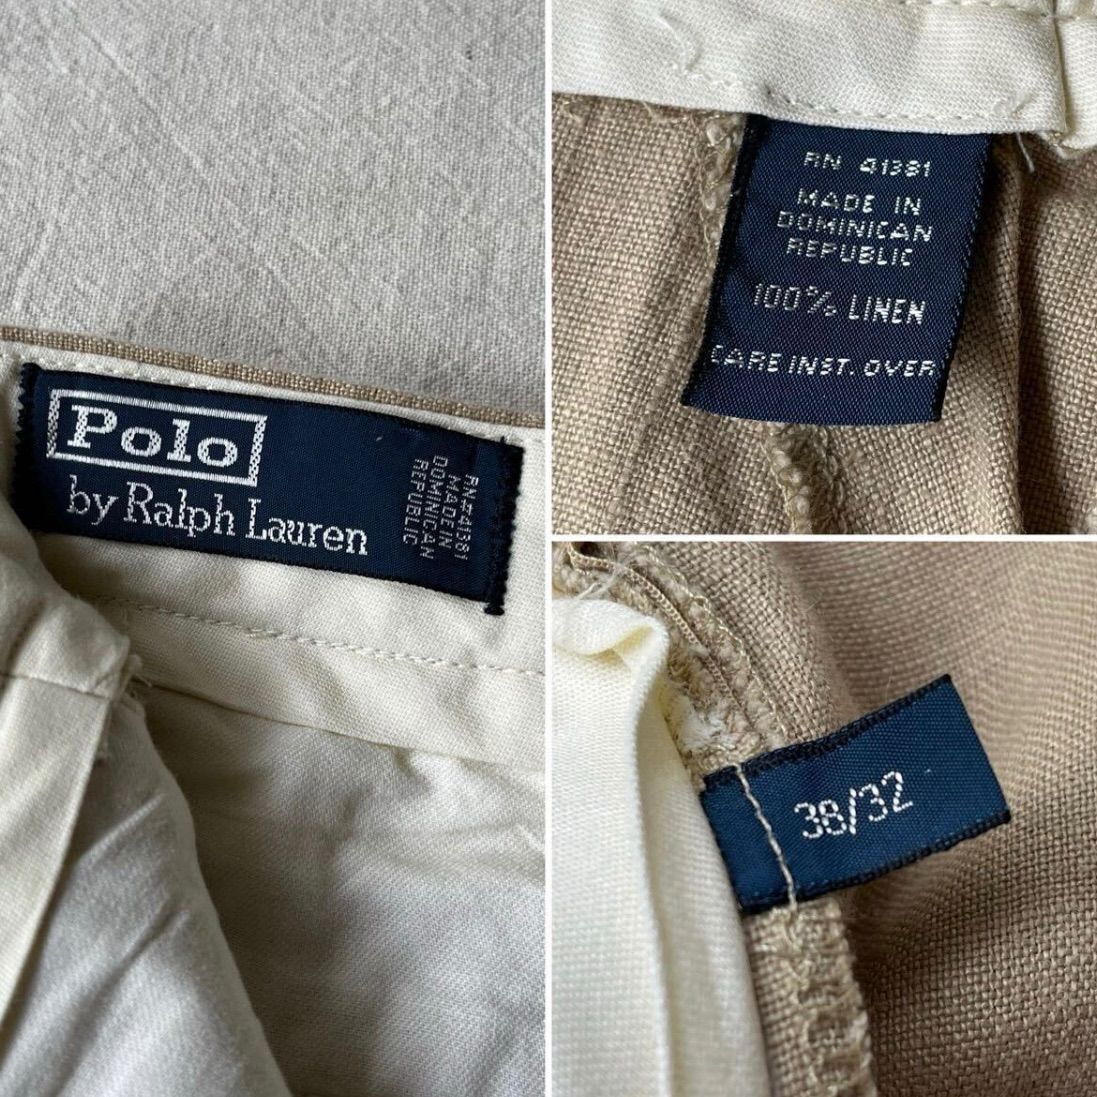 Polo
by Ralph Lauren
RN#41381
MADE IN
DOMINICAN
REPUBLIC
RN 41381
MADE IN
DOMINICAN
REPUBLIC
100% LINEN
CARE INST. OVER
38/32